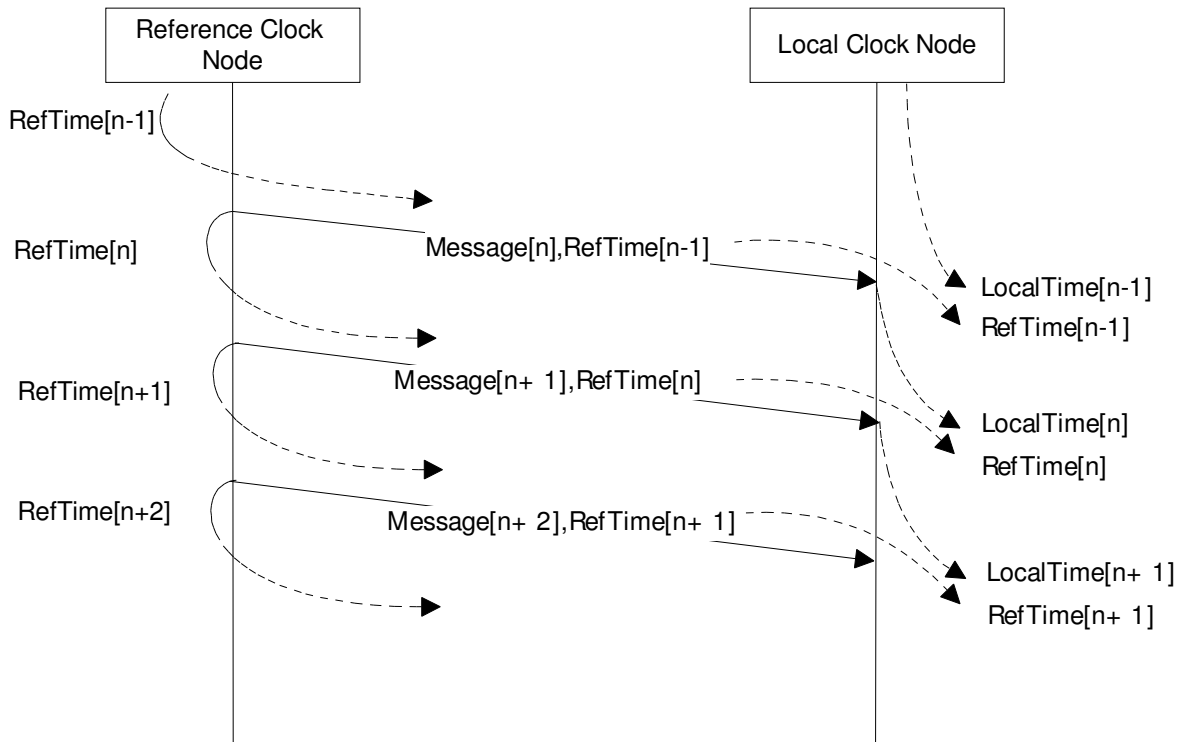 Reference Clock
Node
Local Clock Node
RefTime[n-1]
RefTime[n]
Message[n],RefTime[n-1]
LocalTime[n-1]
RefTime[n-1]
RefTime[n+1]
Message[n+ 1],RefTime[n]
LocalTime[n]
RefTime[n]
RefTime[n+2]
Message[n+ 2],RefTime[n+ 1]
LocalTime[n+ 1]
RefTime[n+ 1]